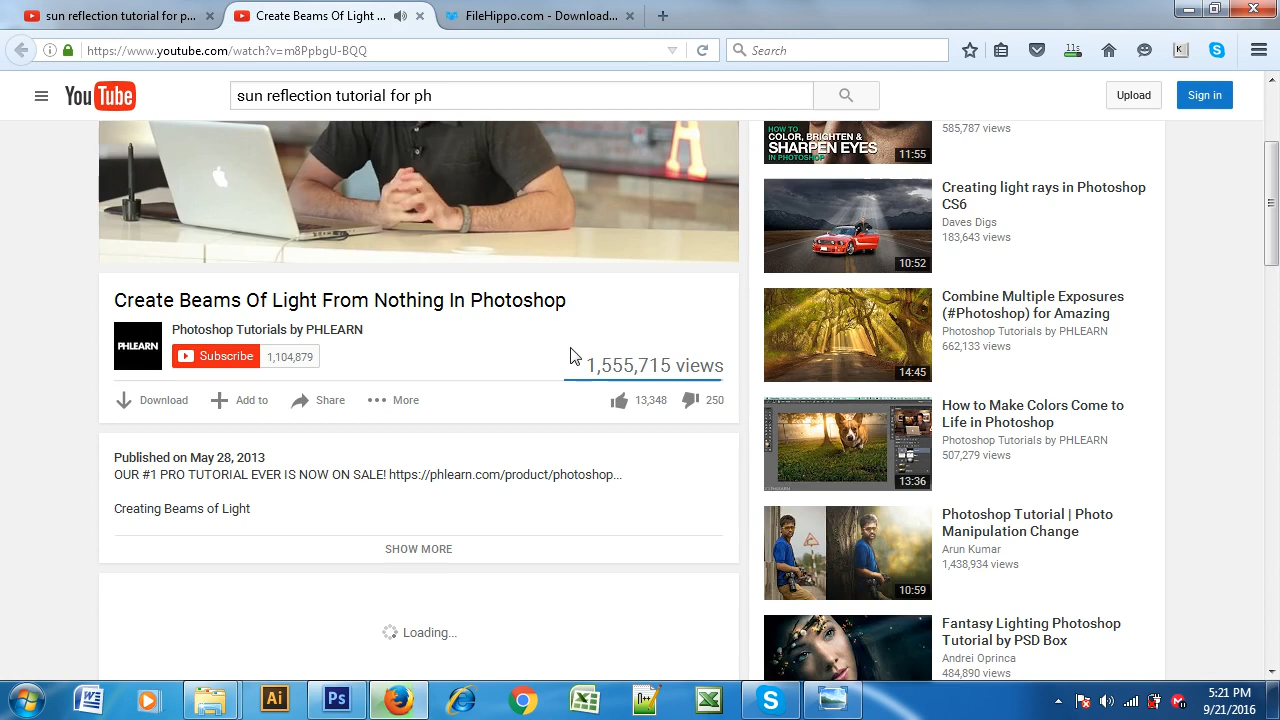 sun reflection tutorial for p...
Create Beams Of Light ...
FileHippo.com - Download...
https://www.youtube.com/watch?v=m8PpbgU-BQQ
Search
11s
K
YouTube
sun reflection tutorial for ph
Upload
Sign in
HOW TO
COLOR, BRIGHTEN &
SHARPEN EYES
IN PHOTOSHOP
11:55
585,787 views
Creating light rays in Photoshop
CS6
Daves Digs
183,643 views
10:52
Create Beams Of Light From Nothing In Photoshop
PHLEARN
Photoshop Tutorials by PHLEARN
Subscribe
1,104,879
1,555,715 views
Download
Add to
Share
More
13,348
250
Combine Multiple Exposures
(#Photoshop) for Amazing
Photoshop Tutorials by PHLEARN
662,133 views
14:45
How to Make Colors Come to
Life in Photoshop
Photoshop Tutorials by PHLEARN
507,279 views
13:36
Published on May 28, 2013
OUR #1 PRO TUTORIAL EVER IS NOW ON SALE! https://phlearn.com/product/photoshop...
Creating Beams of Light
SHOW MORE
Photoshop Tutorial | Photo
Manipulation Change
Arun Kumar
1,438,934 views
10:59
Loading...
Fantasy Lighting Photoshop
Tutorial by PSD Box
Andrei Oprinca
484,890 views
Ai
Ps
5:21 PM
9/21/2016